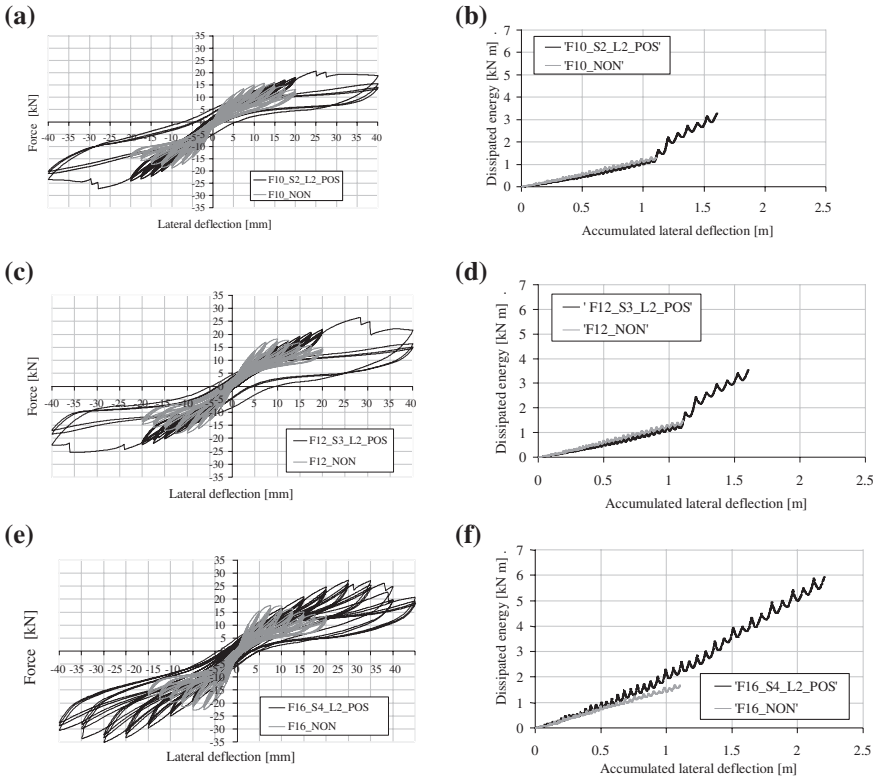 (a)
35
30
25
20
15
10
5
0
-5
-10
-15
-20
-25
-30
-35
-40 -35 -30 -25 -20 -15 -10 -5 0 5 10 15 20 25 30 35 40
Force [kN]
F10_S2_L2_POS
F10_NON
Lateral deflection [mm]
(b)
7
6
5
4
3
2
1
0
Dissipated energy [kN m] .
'F10_S2_L2_POS'
'F10_NON'
0 0.5 1 1.5 2 2.5
Accumulated lateral deflection [m]
(c)
35
30
25
20
15
10
5
0
-5
-10
-15
-20
-25
-30
-35
-40 -35 -30 -25 -20 -15 -10 -5 0 5 10 15 20 25 30 35 40
Force [kN]
F12_S3_L2_POS
F12_NON
Lateral deflection [mm]
(d)
7
6
5
4
3
2
1
0
Dissipated energy [kN m] .
' F12_S3_L2_POS'
'F12_NON'
0 0.5 1 1.5 2 2.5
Accumulated lateral deflection [m]
(e)
35
30
25
20
15
10
5
0
-5
-10
-15
-20
-25
-30
-35
-40 -35 -30 -25 -20 -15 -10 -5 0 5 10 15 20 25 30 35 40
Force [kN]
F16_S4_L2_POS
F16_NON
Lateral deflection [mm]
(f)
7
6
5
4
3
2
1
0
Dissipated energy [kN m] .
'F16_S4_L2_POS'
'F16_NON'
0 0.5 1 1.5 2 2.5
Accumulated lateral deflection [m]